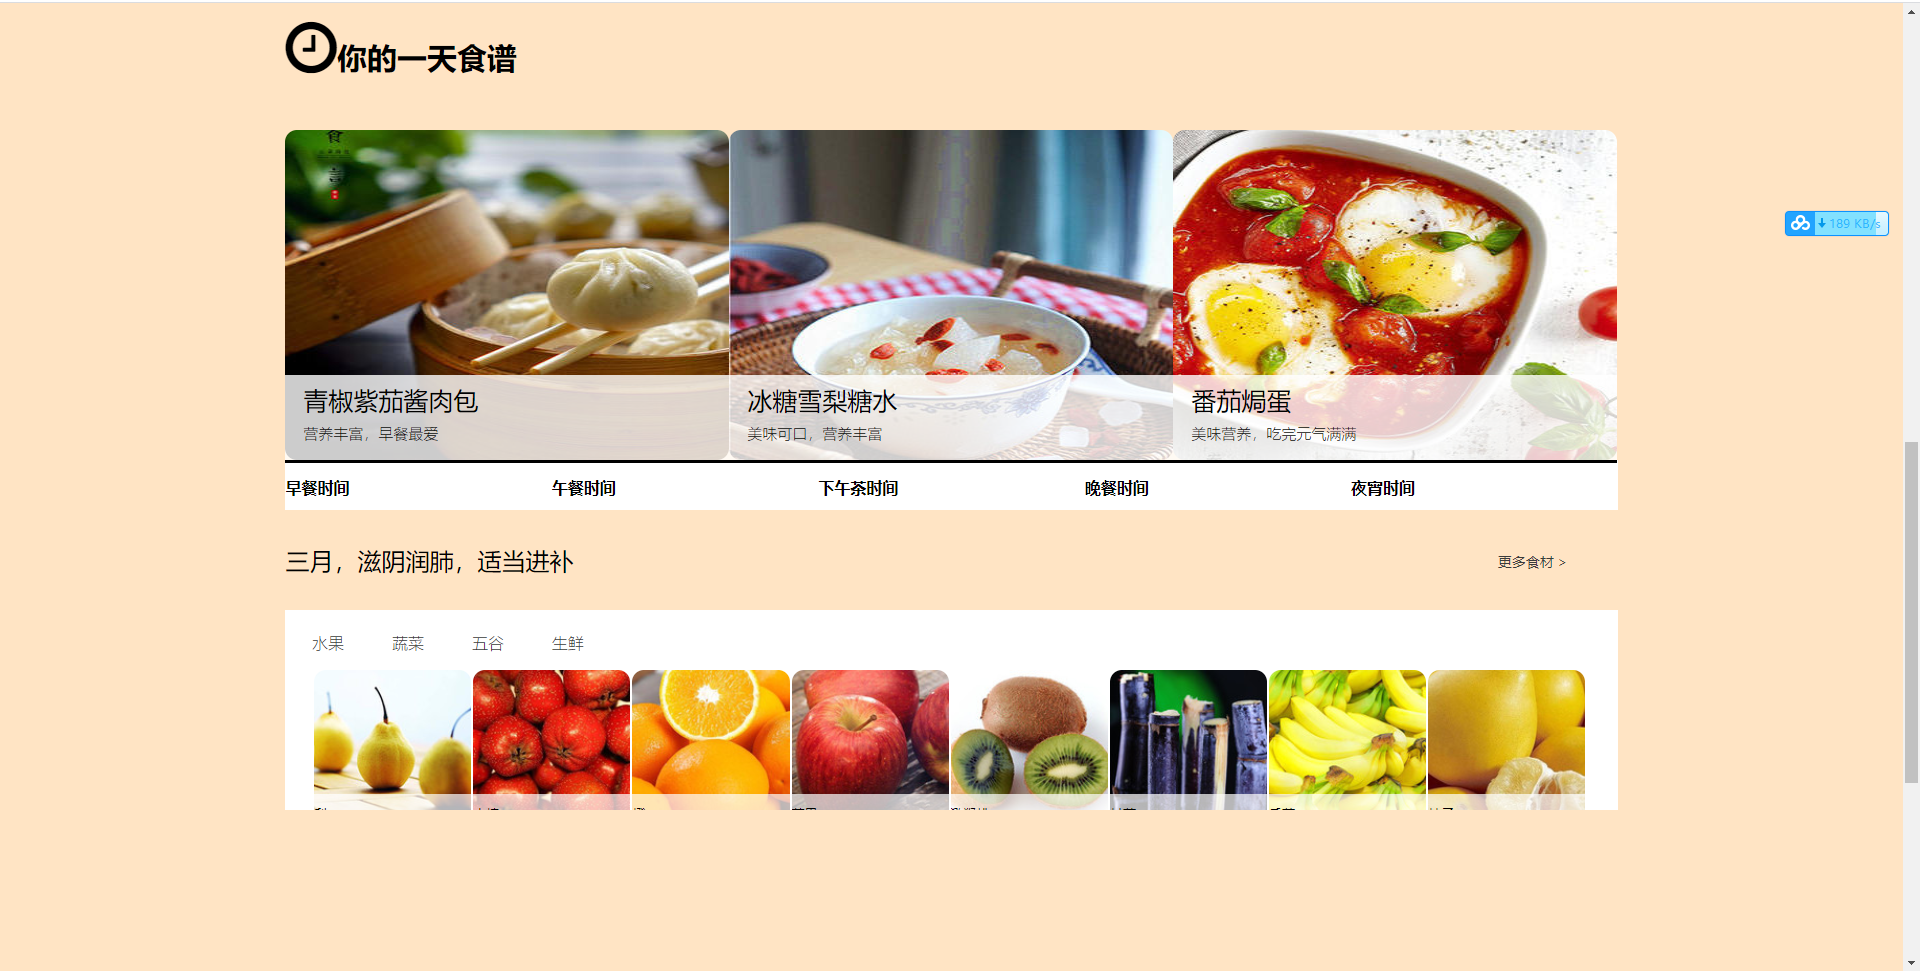 你的一天食谱
食
言
青椒紫茄酱肉包
营养丰富，早餐最爱
冰糖雪梨糖水
美味可口，营养丰富
番茄焗蛋
美味营养，吃完元气满满
早餐时间 午餐时间 下午茶时间 晚餐时间 夜宵时间
189 KB/s
三月，滋阴润肺，适当进补
更多食材 >
水果 蔬菜 五谷 生鲜